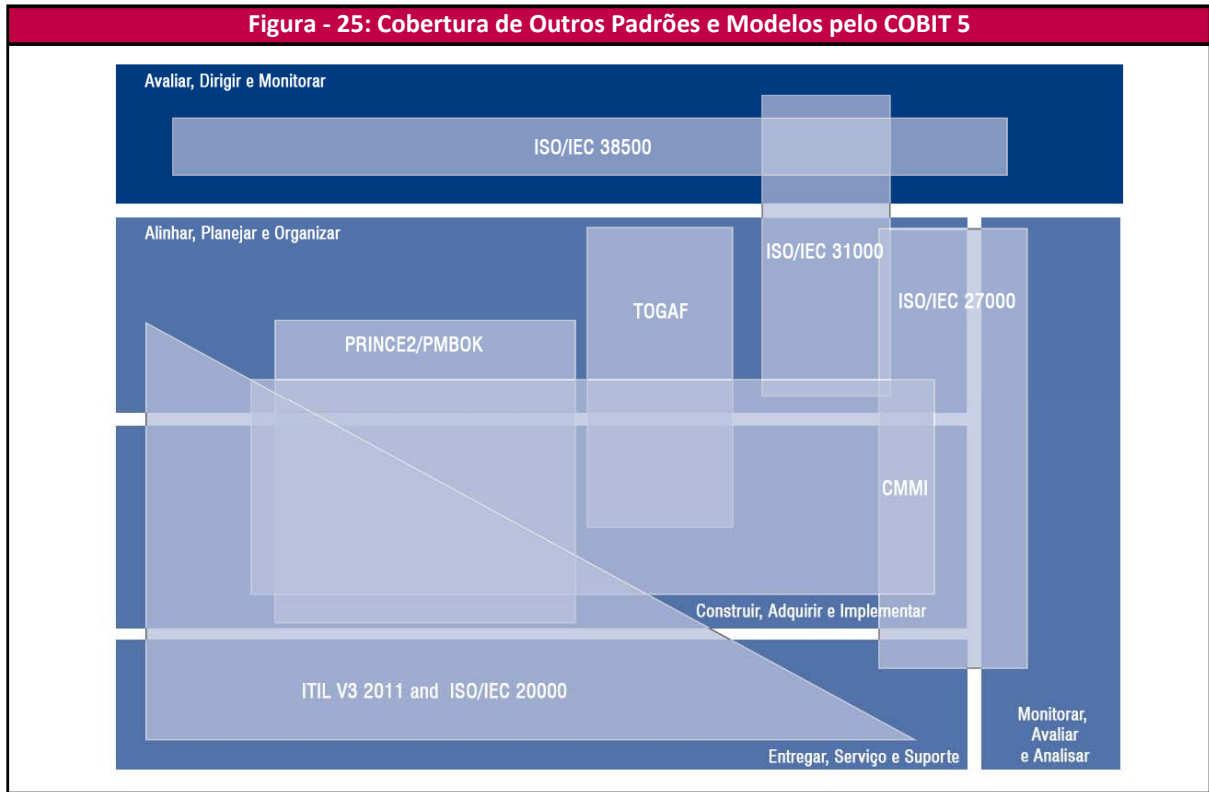 Figura - 25: Cobertura de Outros Padrões e Modelos pelo COBIT 5
Avaliar, Dirigir e Monitorar
ISO/IEC 38500
Alinhar, Planejar e Organizar
ISO/IEC 31000
ISO/IEC 27000
TOGAF
PRINCE2/PMBOK
CMMI
Construir, Adquirir e Implementar
ITIL V3 2011 and ISO/IEC 20000
Entregar, Serviço e Suporte
Monitorar,
Avaliar
e Analisar